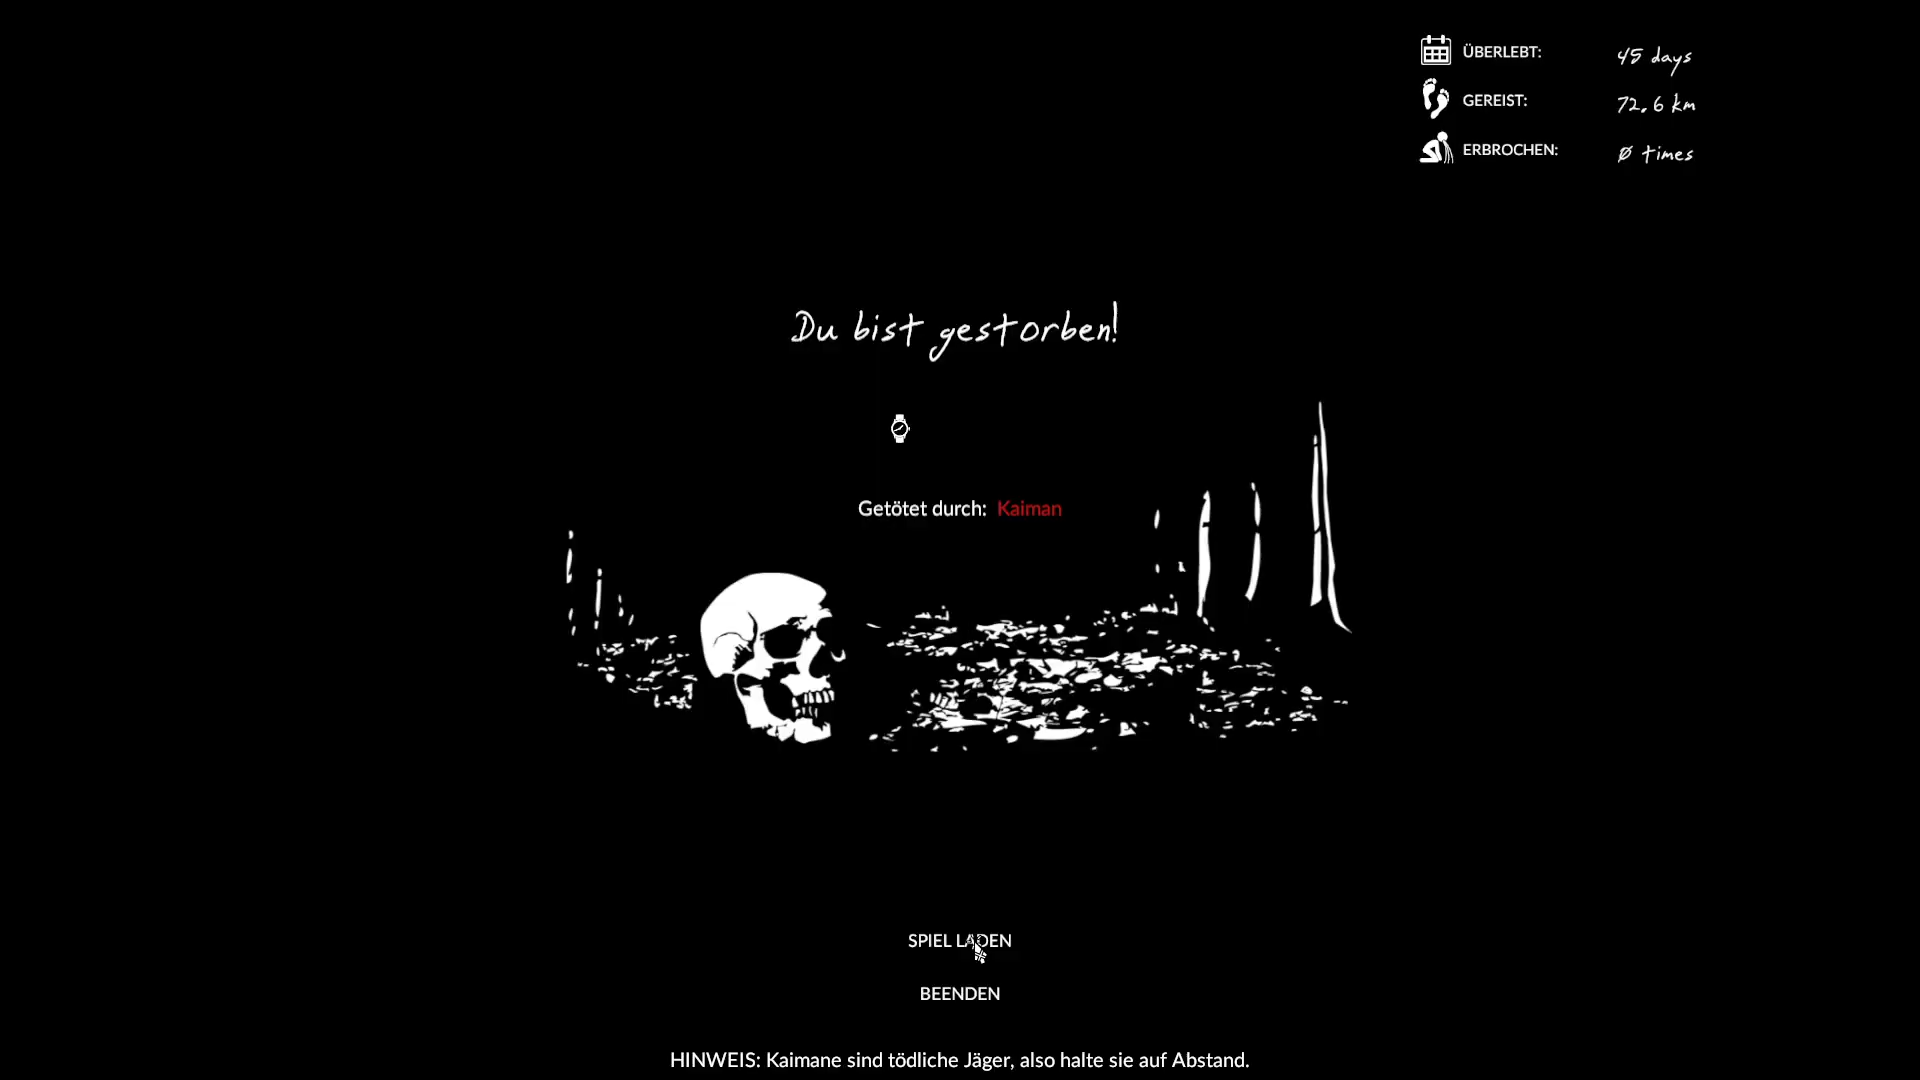 ÜBERLEBT: 45 days
GEREIST: 72.6 km
ERBROCHEN: 0 times
Du bist gestorben!
Getötet durch: Kaiman
SPIEL LADEN
BEENDEN
HINWEIS: Kaimane sind tödliche Jäger, also halte sie auf Abstand.